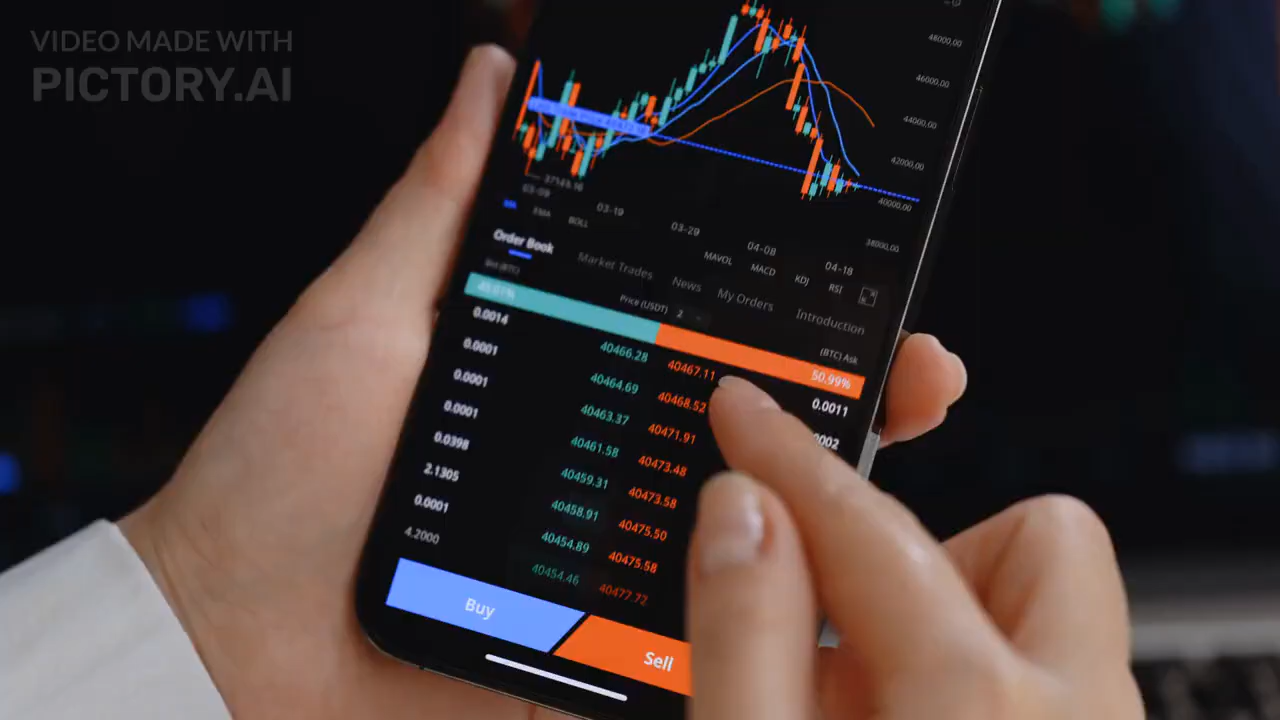 VIDEO MADE WITH
PICTORY.AI
48000,00
46000,00
44000,00
42000,00
40000,00
38000,00
37145.16
03-09
03-19
03-29
04-08
04-18
MA
EMA
BOLL
MAVOL
MACD
KDJ
RSI
Order Book
Market Trades
News
My Orders
Introduction
Price (USDT)
2
(BTC) Ask
50,99%
0.0014 40466.28 40467.11 0.0011
0.0001 40464.69 40468.52
0.0001 40463.37 40471.91
0.0001 40461.58 40473.48
0.0398 40459.31 40473.58
2.1305 40458.91 40475.50
0.0001 40454.89 40475.58
4.2000 40454.46 40477.72
Buy
Sell